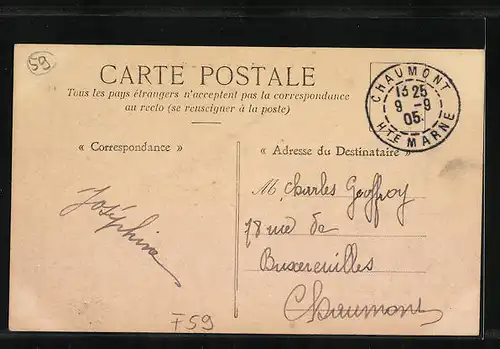 59
CARTE POSTALE
Tous les pays étrangers n'acceptent pas la correspondance
au recto (se renseigner à la poste)
CHAUMONT
13 25
9 - 9
05
HTE MARNE
« Correspondance »
« Adresse du Destinataire »
Joséphine
M. Charles Geoffroy
78 rue de
Buxereuilles
Chaumont
F59